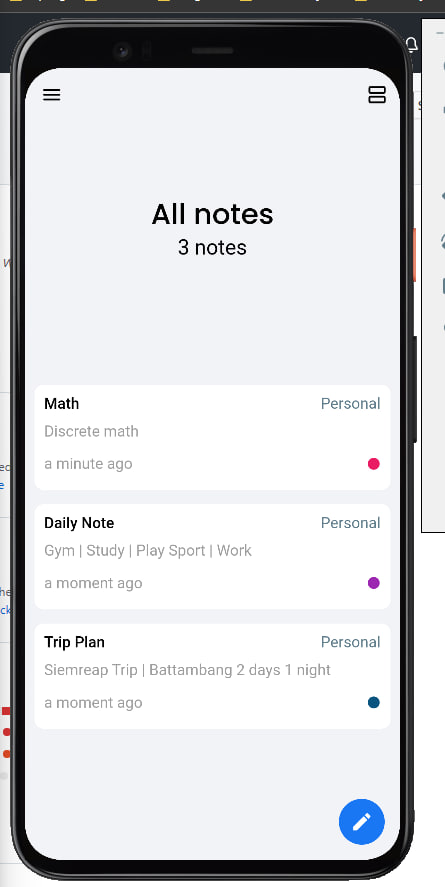 All notes
3 notes
Math
Personal
Discrete math
a minute ago
Daily Note
Personal
Gym | Study | Play Sport | Work
a moment ago
Trip Plan
Personal
Siemreap Trip | Battambang 2 days 1 night
a moment ago